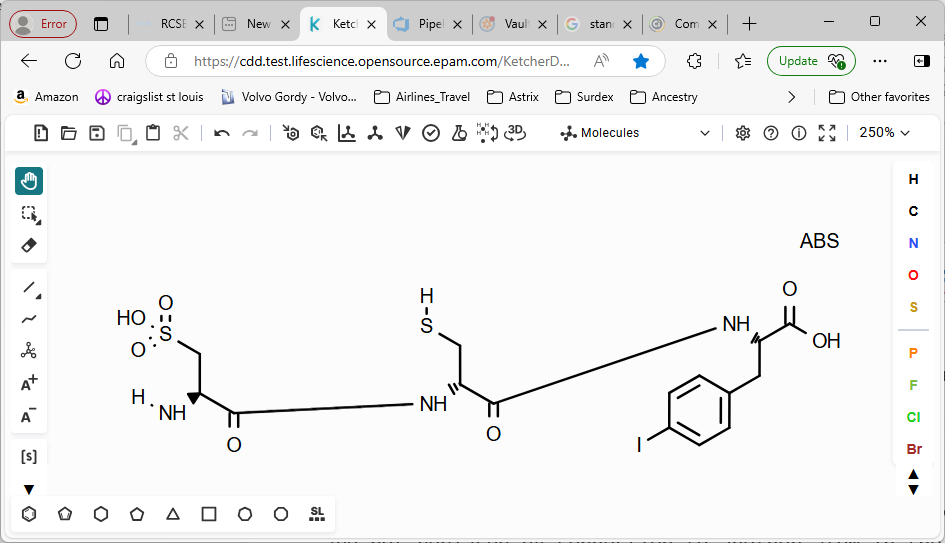 Error
RCSE
New
Ketcl
Pipel
Vaul
stan
Com
https://cdd.test.lifescience.opensource.epam.com/KetcherD...
Update
Amazon
craigslist st louis
Volvo Gordy - Volvo...
Airlines_Travel
Astrix
Surdex
Ancestry
Other favorites
3D
Molecules
250%
H
C
N
O
S
P
F
Cl
Br
A+
A-
[s]
SL
ABS
O
HO
S
O
H
NH
O
H
S
NH
O
NH
O
OH
I